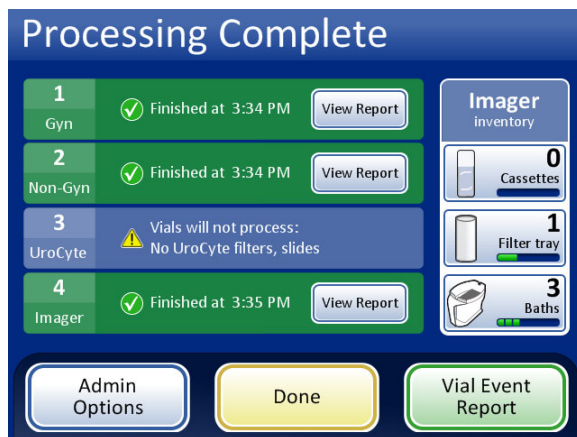 Processing Complete
1
Gyn
Finished at 3:34 PM
View Report
2
Non-Gyn
Finished at 3:34 PM
View Report
3
UroCyte
Vials will not process:
No UroCyte filters, slides
4
Imager
Finished at 3:35 PM
View Report
Imager
inventory
0
Cassettes
1
Filter tray
3
Baths
Admin
Options
Done
Vial Event
Report